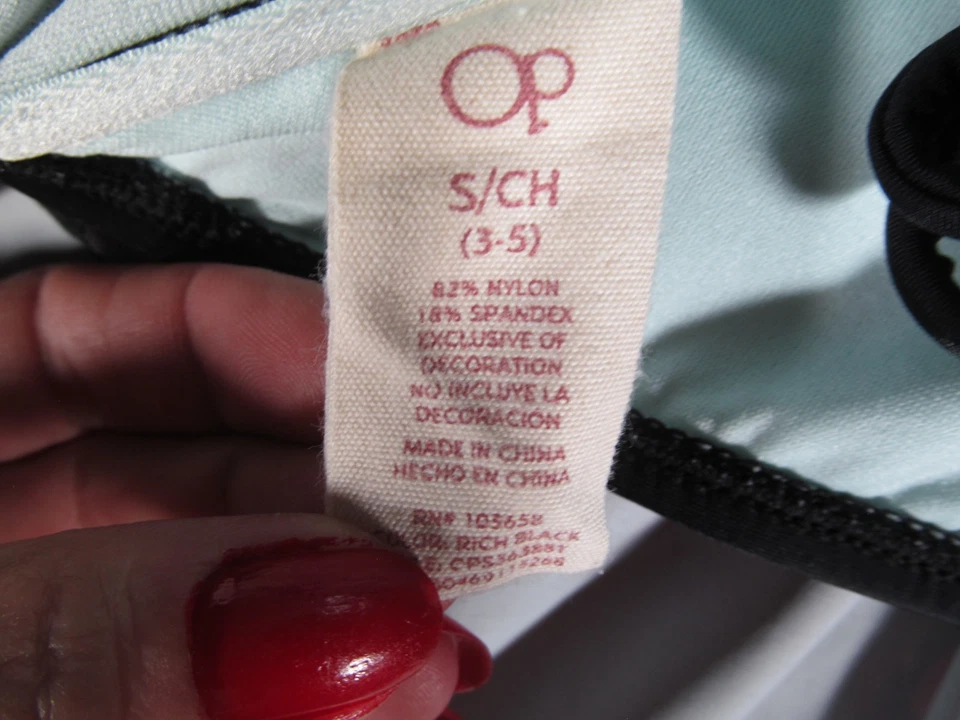 Op
S/CH
(3-5)
82% NYLON
18% SPANDEX
EXCLUSIVE OF
DECORATION
NO INCLUYE LA
DECORACION
MADE IN CHINA
HECHO EN CHINA
RN# 103658
RICH BLACK